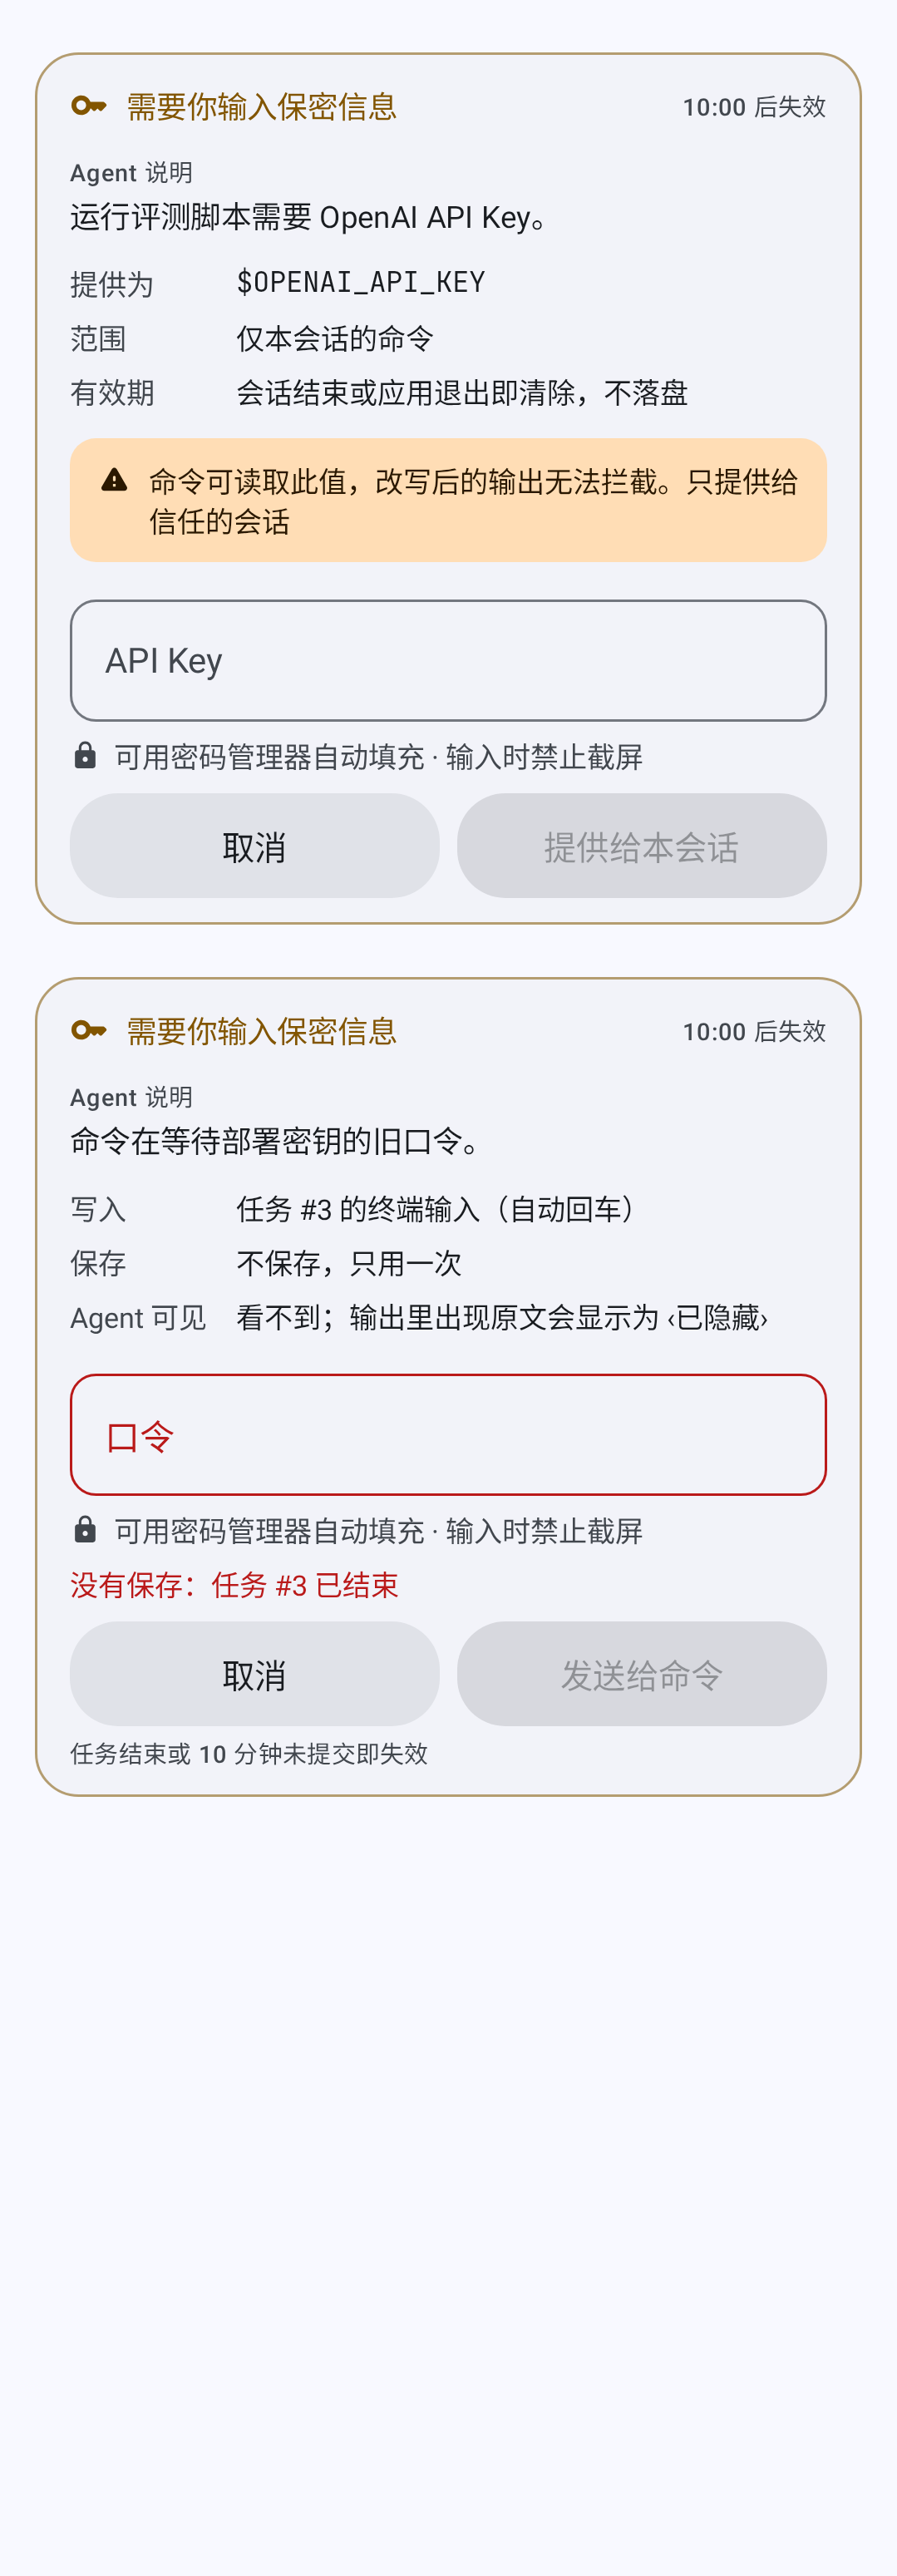 需要你输入保密信息
10:00 后失效
Agent 说明
运行评测脚本需要 OpenAI API Key。
提供为 $OPENAI_API_KEY
范围 仅本会话的命令
有效期 会话结束或应用退出即清除，不落盘
命令可读取此值，改写后的输出无法拦截。只提供给
信任的会话
API Key
可用密码管理器自动填充 · 输入时禁止截屏
取消
提供给本会话
需要你输入保密信息
10:00 后失效
Agent 说明
命令在等待部署密钥的旧口令。
写入 任务 #3 的终端输入（自动回车）
保存 不保存，只用一次
Agent 可见 看不到；输出里出现原文会显示为 ‹已隐藏›
口令
可用密码管理器自动填充 · 输入时禁止截屏
没有保存：任务 #3 已结束
取消
发送给命令
任务结束或 10 分钟未提交即失效